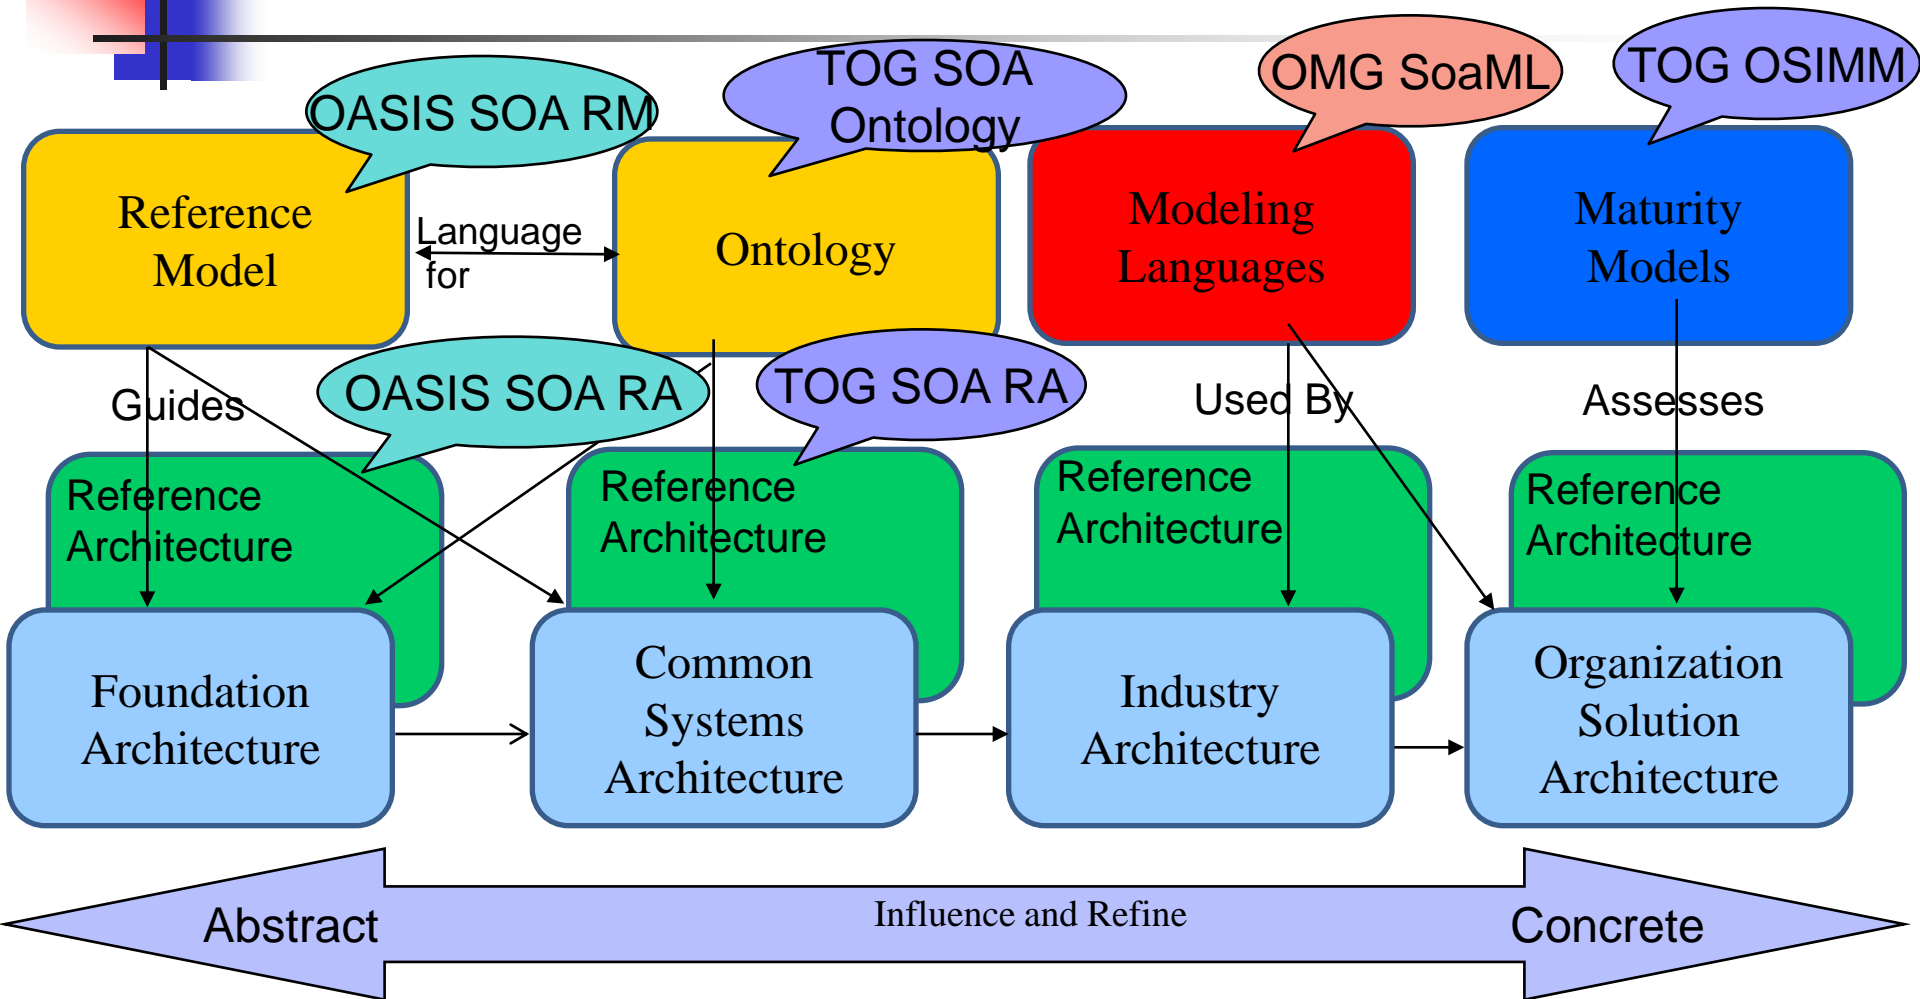 OASIS SOA RM
TOG SOA
Ontology
OMG SoaML
TOG OSIMM
Reference
Model
Language
for
Ontology
Modeling
Languages
Maturity
Models
Guides
OASIS SOA RA
TOG SOA RA
Used By
Assesses
Reference
Architecture
Reference
Architecture
Reference
Architecture
Reference
Architecture
Foundation
Architecture
Common
Systems
Architecture
Industry
Architecture
Organization
Solution
Architecture
Abstract
Influence and Refine
Concrete